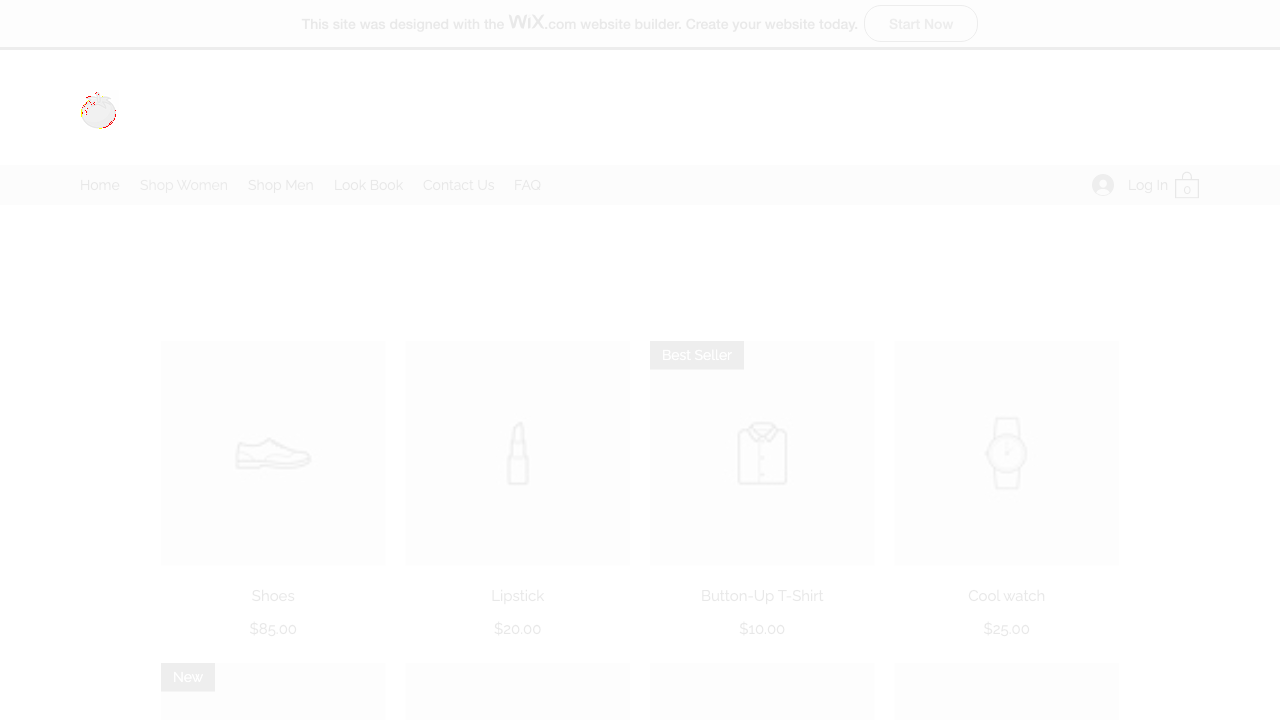 This site was designed with the WiX.com website builder. Create your website today. Start Now
Home Shop Women Shop Men Look Book Contact Us FAQ Log In 0
Best Seller
Shoes Lipstick Button-Up T-Shirt Cool watch
$85.00 $20.00 $10.00 $25.00
New